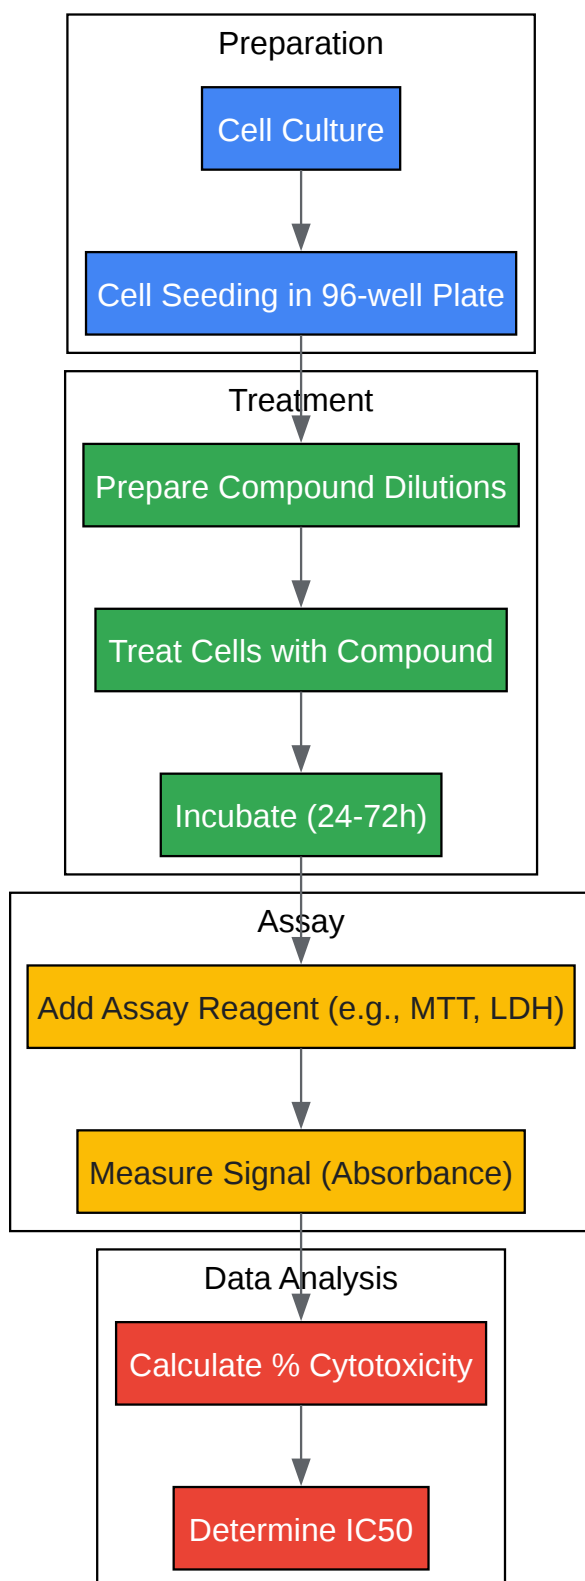 Preparation
Cell Culture
Cell Seeding in 96-well Plate
Treatment
Prepare Compound Dilutions
Treat Cells with Compound
Incubate (24-72h)
Assay
Add Assay Reagent (e.g., MTT, LDH)
Measure Signal (Absorbance)
Data Analysis
Calculate % Cytotoxicity
Determine IC50